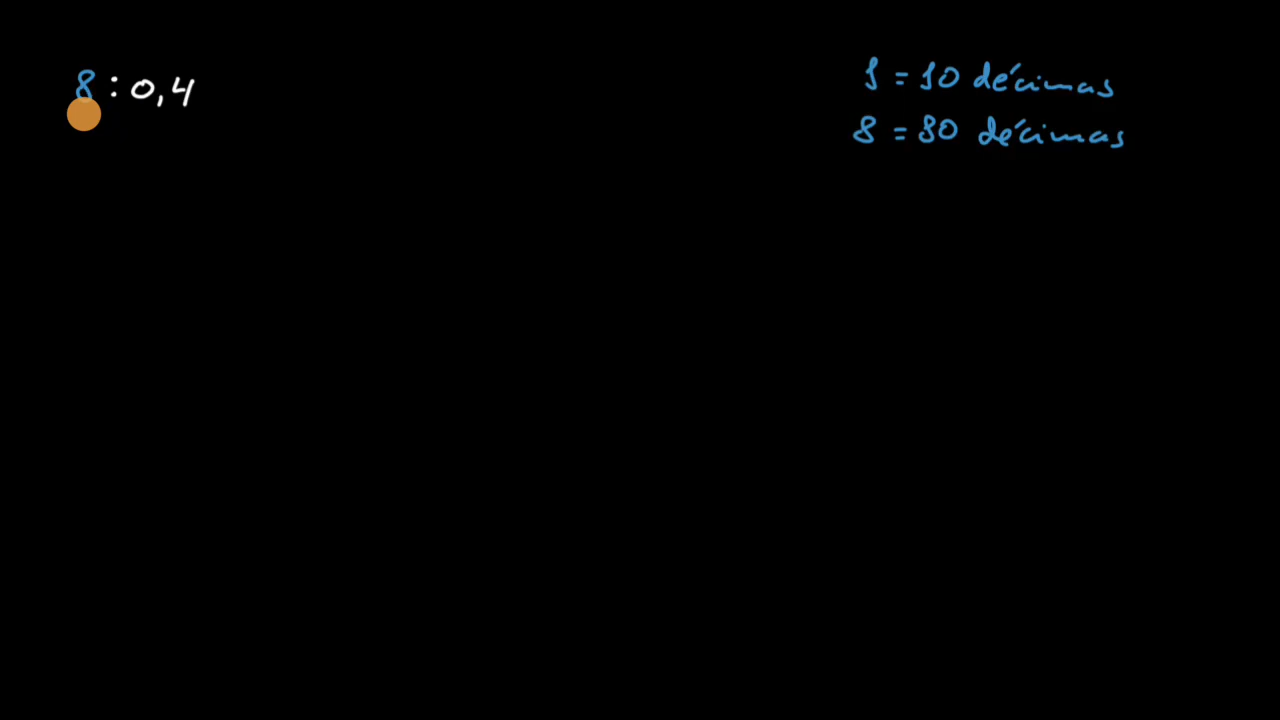 8 : 0,4
1 = 10 décimas
8 = 80 décimas